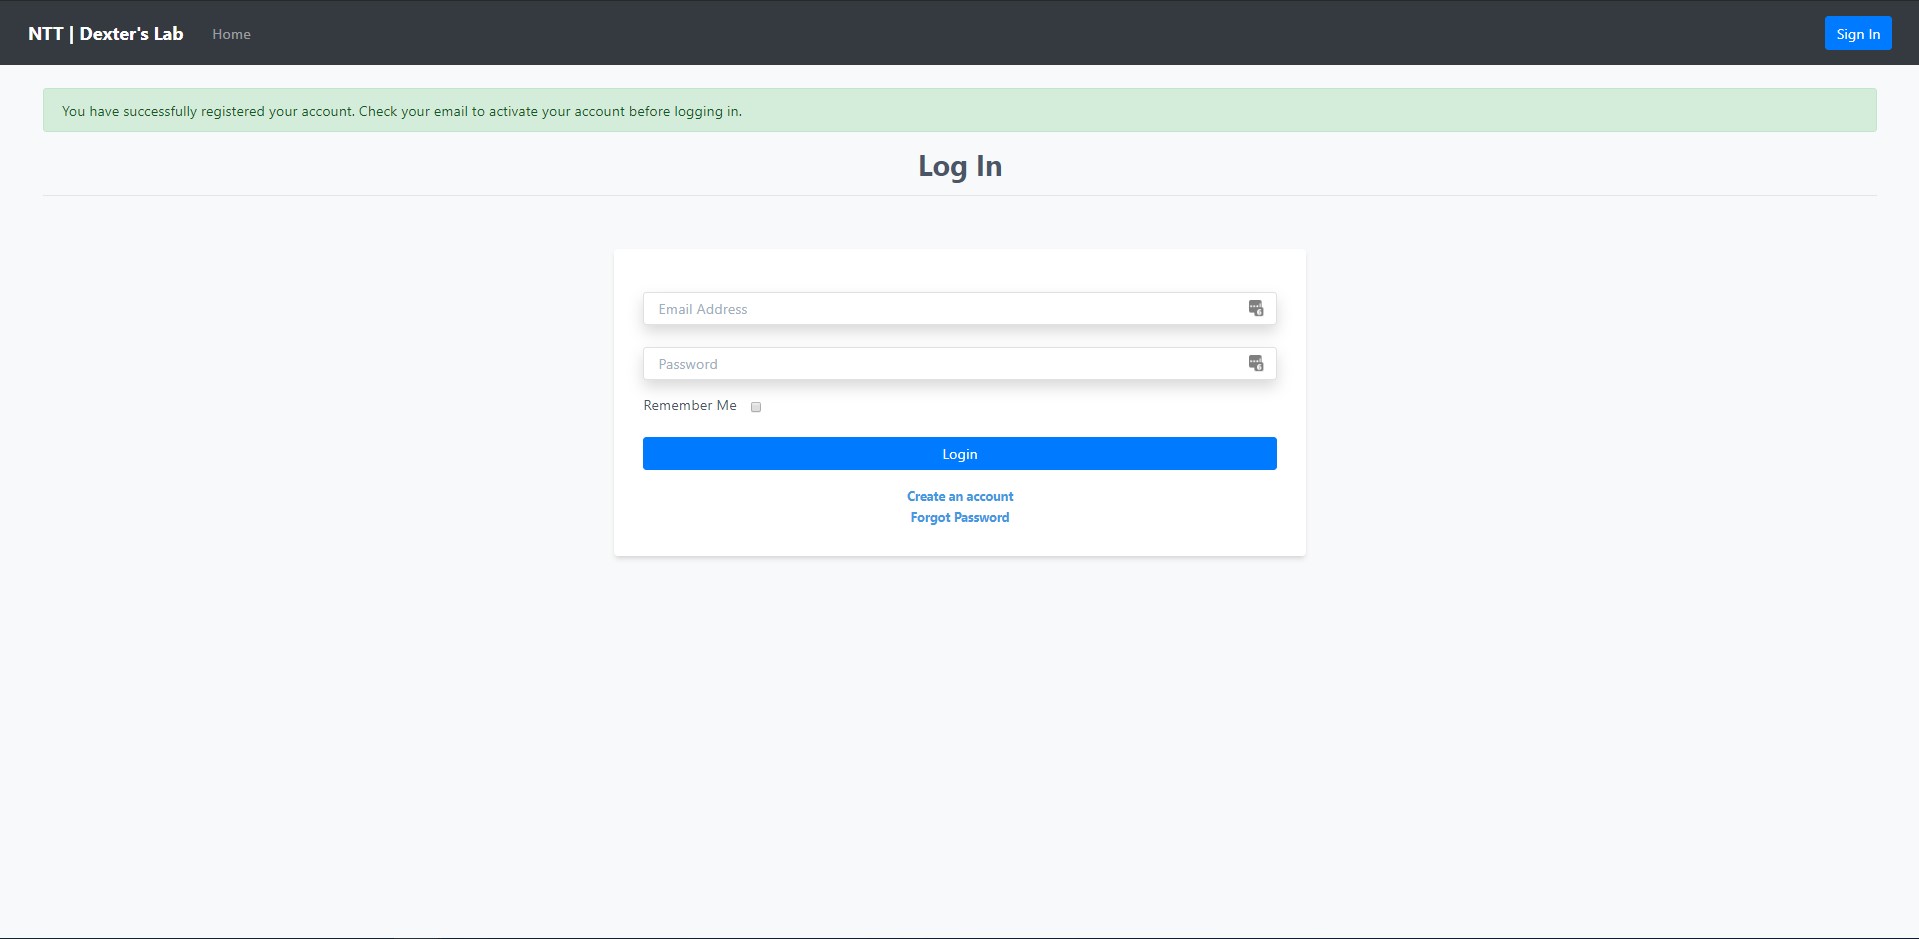 NTT | Dexter's Lab Home Sign In
You have successfully registered your account. Check your email to activate your account before logging in.
Log In
Email Address
Password
Remember Me
Login
Create an account
Forgot Password